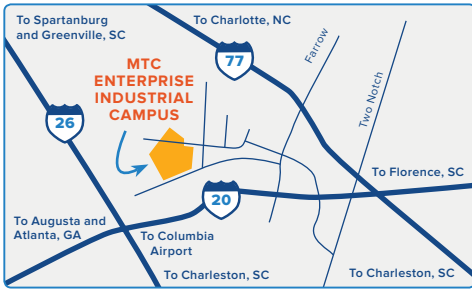 To Spartanburg
and Greenville, SC
To Charlotte, NC
77
Farrow
Two Notch
MTC
ENTERPRISE
INDUSTRIAL
CAMPUS
26
To Florence, SC
20
To Augusta and
Atlanta, GA
To Columbia
Airport
To Charleston, SC
To Charleston, SC